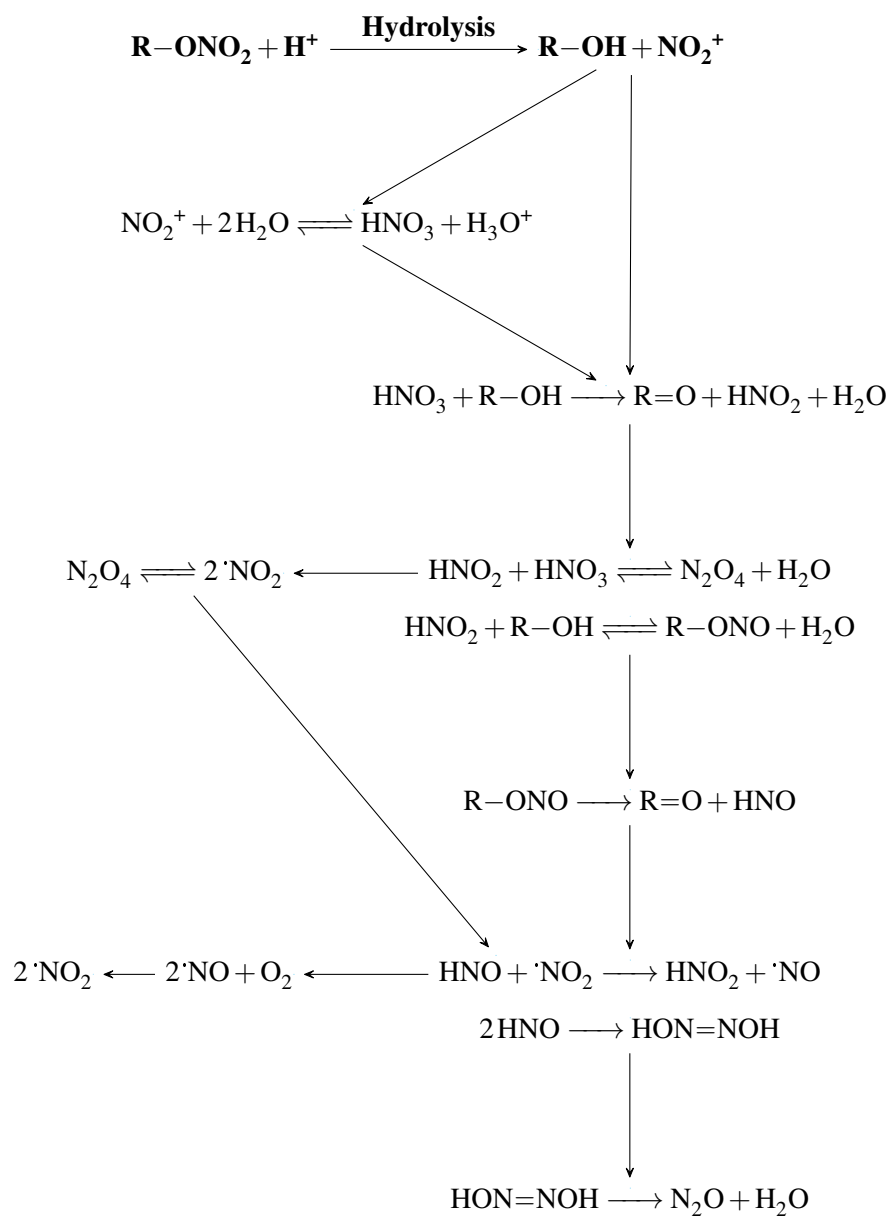 Hydrolysis
R−ONO₂ + H⁺ ⟶ R−OH + NO₂⁺
NO₂⁺ + 2H₂O ⇌ HNO₃ + H₃O⁺
HNO₃ + R−OH ⟶ R=O + HNO₂ + H₂O
N₂O₄ ⇌ 2˙NO₂ ⟵ HNO₂ + HNO₃ ⇌ N₂O₄ + H₂O
HNO₂ + R−OH ⇌ R−ONO + H₂O
R−ONO ⟶ R=O + HNO
2˙NO₂ ⟵ 2˙NO + O₂ ⟵ HNO + ˙NO₂ ⟶ HNO₂ + ˙NO
2HNO ⟶ HON=NOH
HON=NOH ⟶ N₂O + H₂O